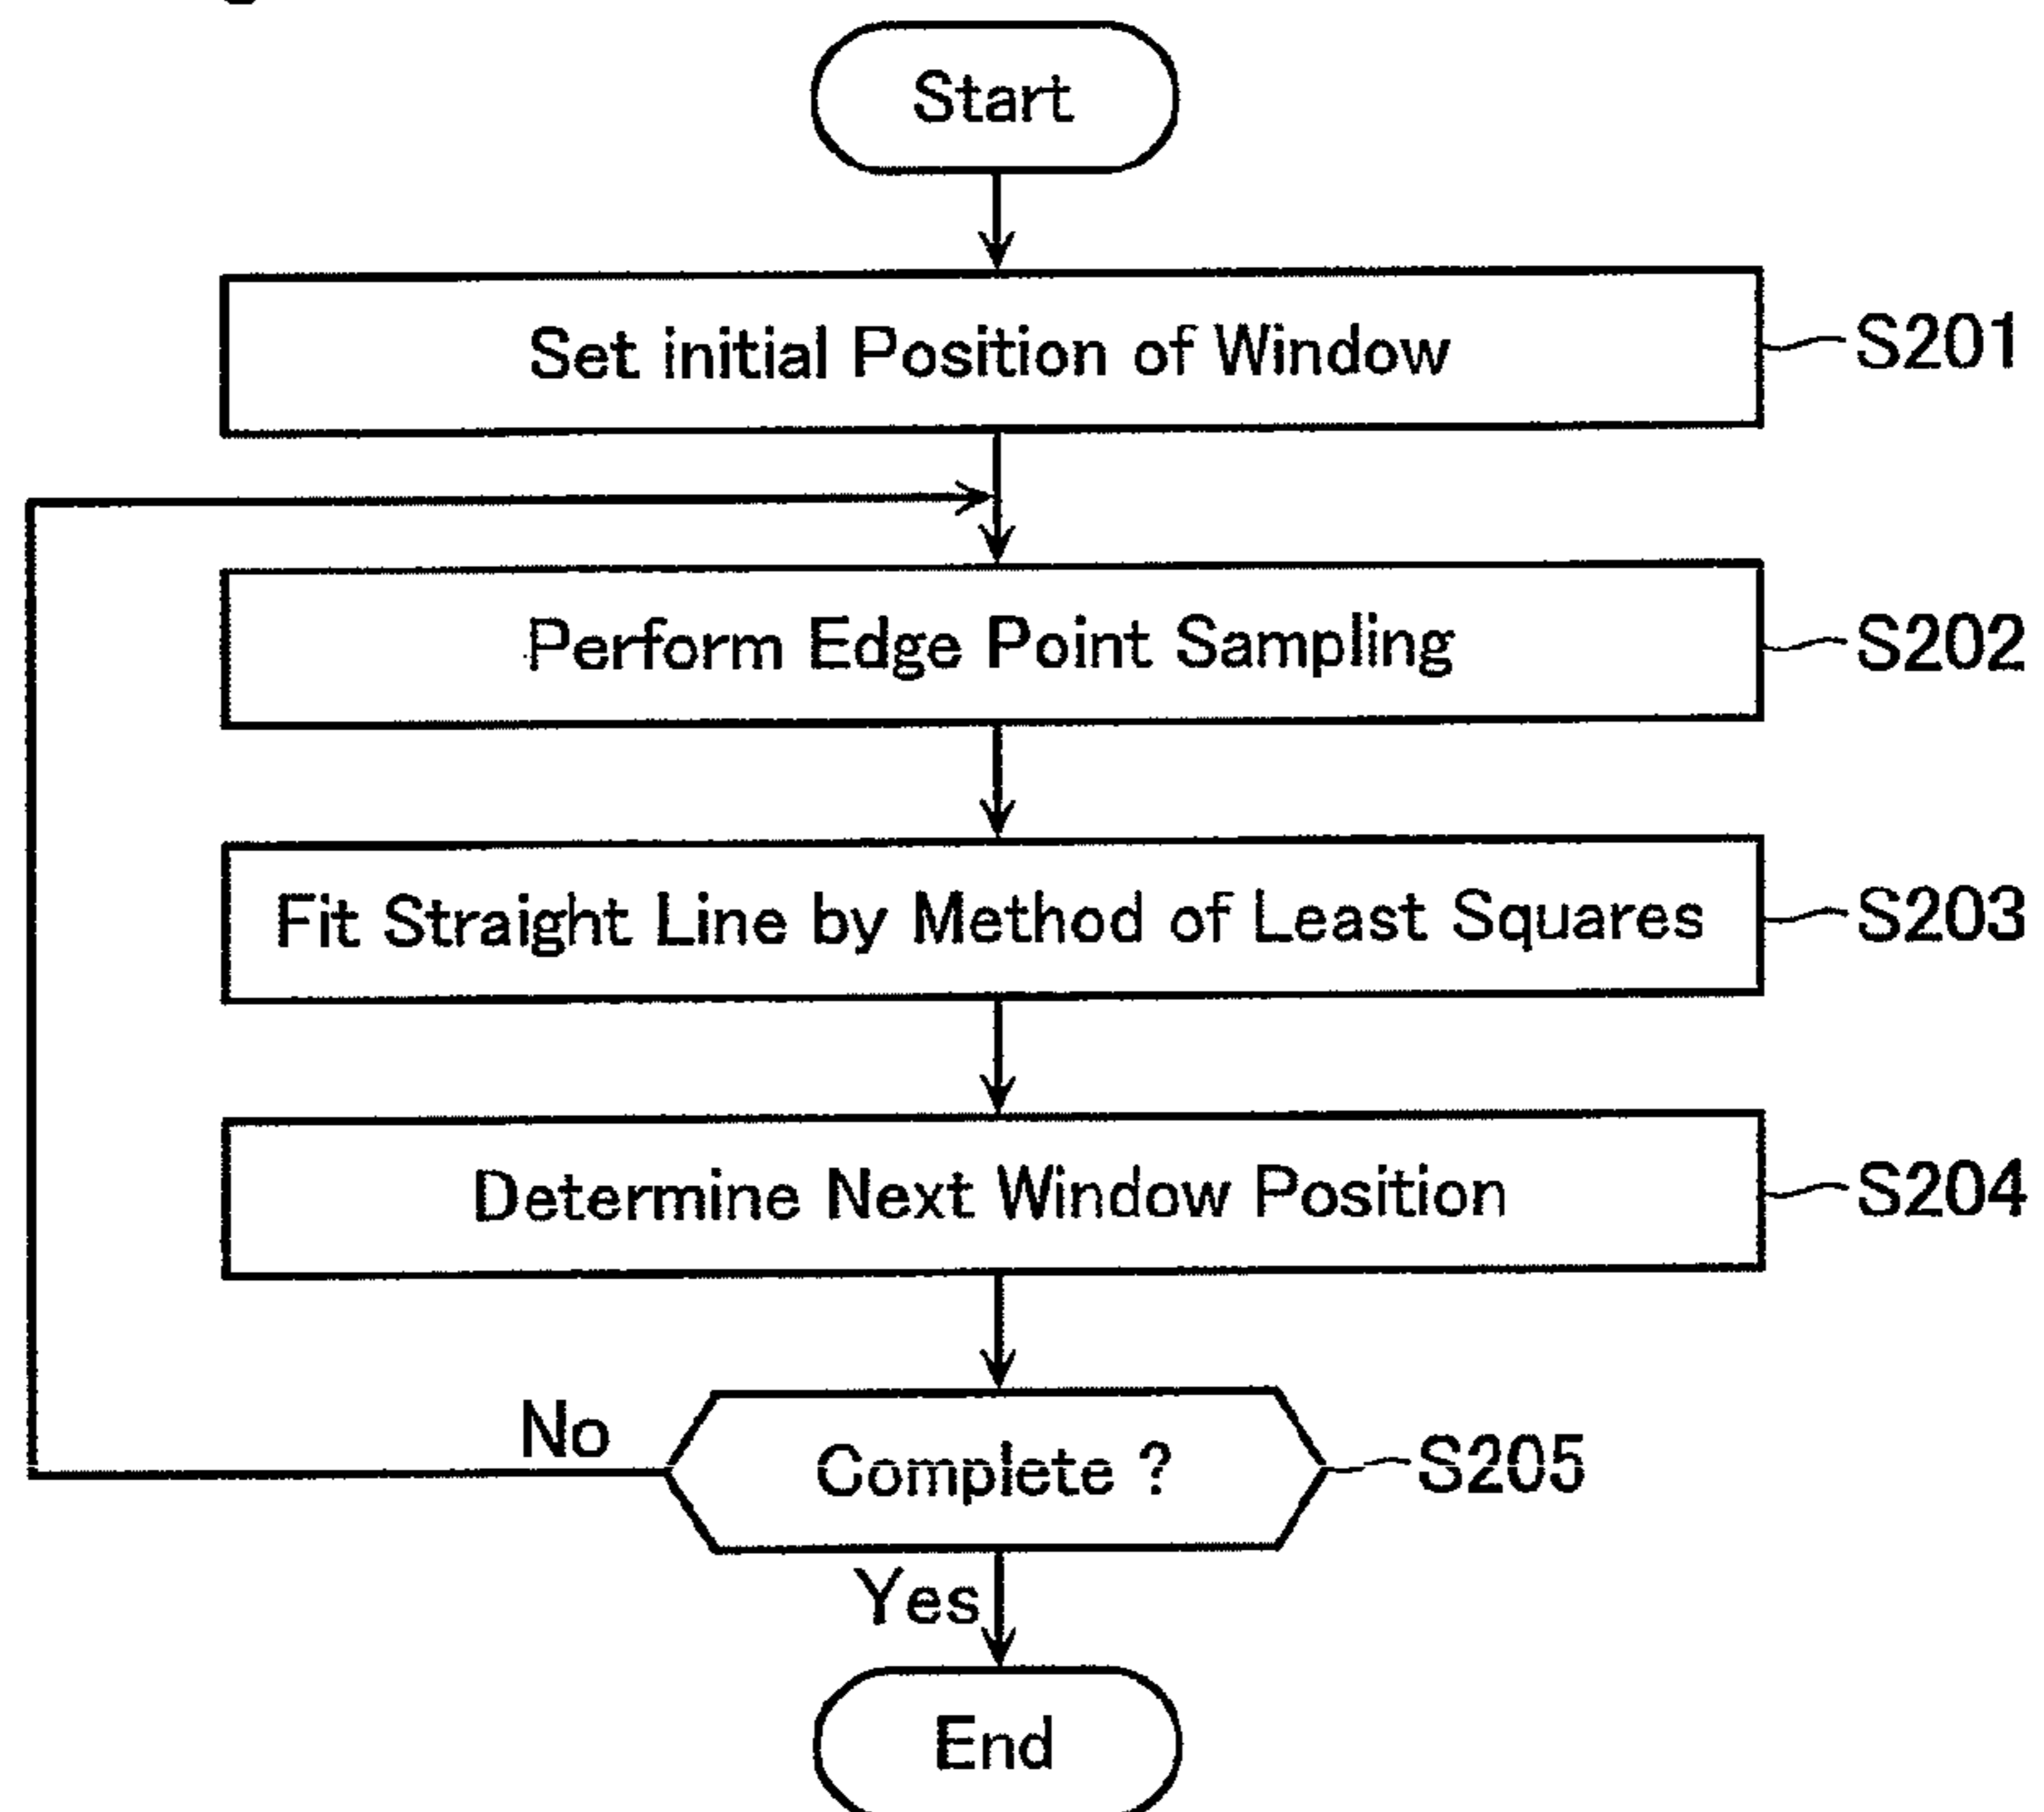 Start
Set initial Position of Window
S201
Perform Edge Point Sampling
S202
Fit Straight Line by Method of Least Squares
S203
Determine Next Window Position
S204
No
Complete ?
S205
Yes
End